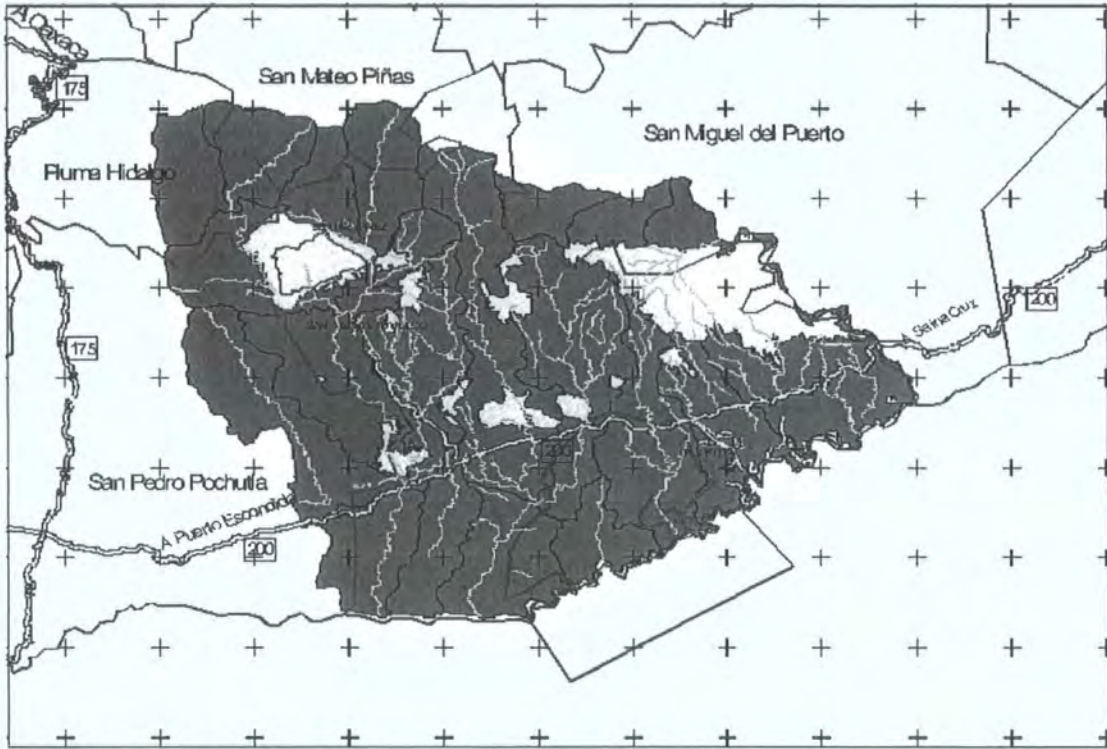 A Oaxaca
175
San Mateo Piñas
San Miguel del Puerto
Pluma Hidalgo
200
A Salina Cruz
175
200
San Pedro Pochutla
A Puerto Escondido
200